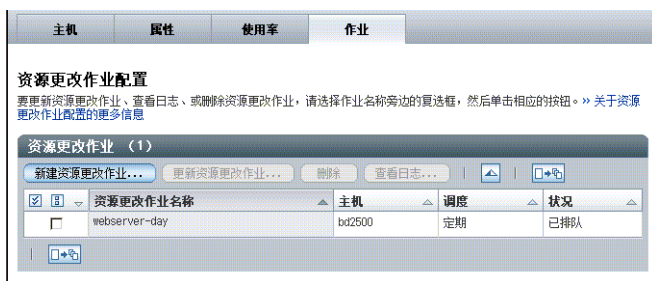 主机 属性 使用率 作业
资源更改作业配置
要更新资源更改作业、查看日志、或删除资源更改作业，请选择作业名称旁边的复选框，然后单击相应的按钮。» 关于资源
更改作业配置的更多信息
资源更改作业 （1）
新建资源更改作业... 更新资源更改作业... 删除 查看日志...
资源更改作业名称 主机 调度 状况
webserver-day bd2500 定期 已排队